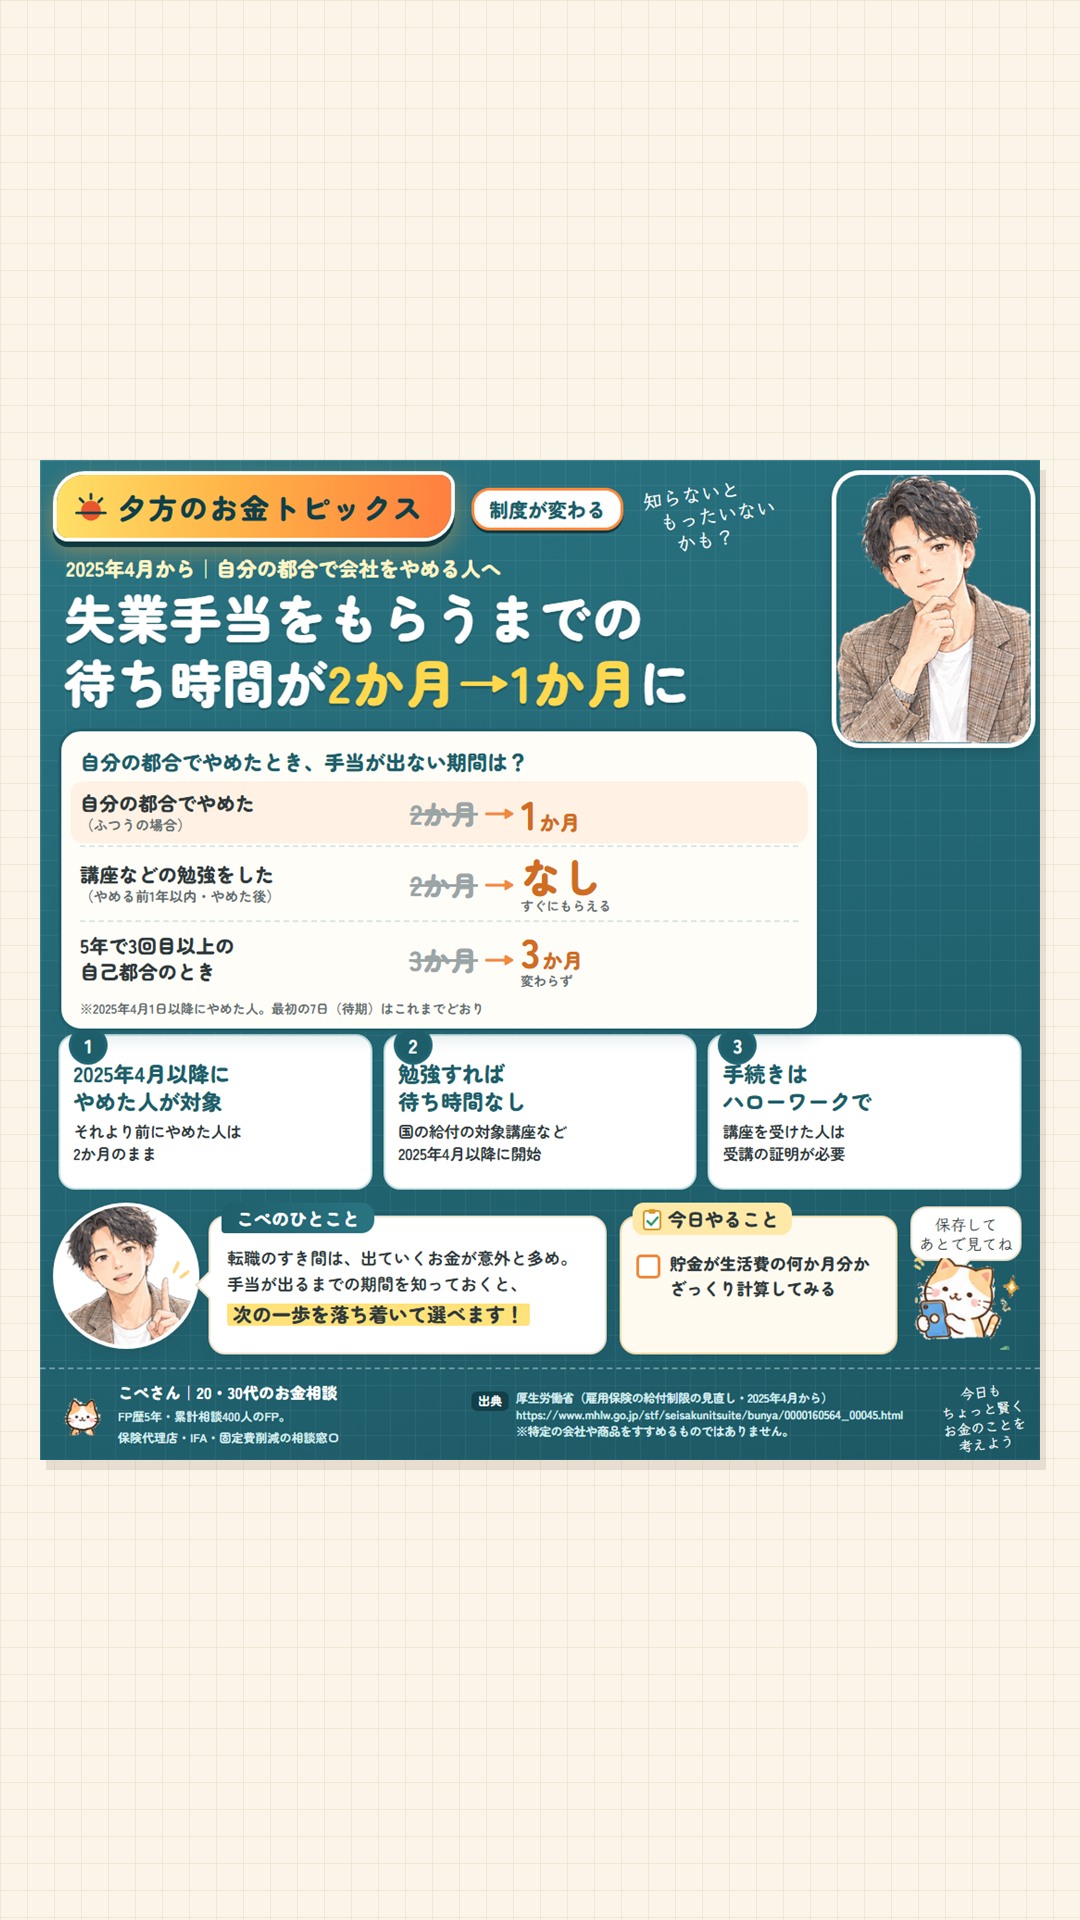 夕方のお金トピックス
制度が変わる
知らないと
もったいない
かも？
2025年4月から｜自分の都合で会社をやめる人へ
失業手当をもらうまでの
待ち時間が2か月→1か月に
自分の都合でやめたとき、手当が出ない期間は？
自分の都合でやめた
（ふつうの場合）
2か月→1か月
講座などの勉強をした
（やめる前1年以内・やめた後）
2か月→なし
すぐにもらえる
5年で3回目以上の
自己都合のとき
3か月→3か月
変わらず
※2025年4月1日以降にやめた人。最初の7日（待期）はこれまでどおり
1
2025年4月以降に
やめた人が対象
それより前にやめた人は
2か月のまま
2
勉強すれば
待ち時間なし
国の給付の対象講座など
2025年4月以降に開始
3
手続きは
ハローワークで
講座を受けた人は
受講の証明が必要
こぺのひとこと
転職のすき間は、出ていくお金が意外と多め。
手当が出るまでの期間を知っておくと、
次の一歩を落ち着いて選べます！
今日やること
貯金が生活費の何か月分か
ざっくり計算してみる
保存して
あとで見てね
こぺさん｜20・30代のお金相談
FP歴5年・累計相談400人のFP。
保険代理店・IFA・固定費削減の相談窓口
出典
厚生労働省（雇用保険の給付制限の見直し・2025年4月から）
https://www.mhlw.go.jp/stf/seisakunitsuite/bunya/0000160564_00045.html
※特定の会社や商品をすすめるものではありません。
今日も
ちょっと賢く
お金のことを
考えよう